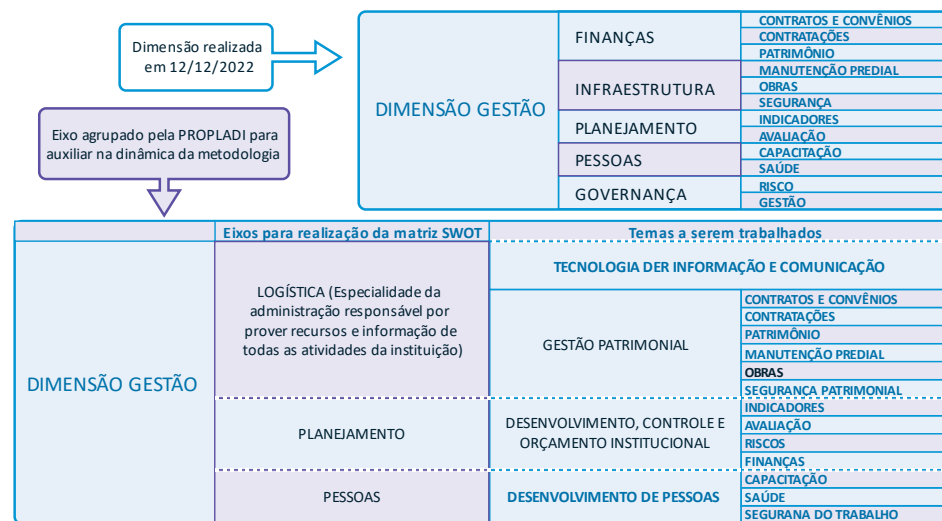 Dimensão realizada
em 12/12/2022
Eixo agrupado pela PROPLADI para
auxiliar na dinâmica da metodologia
DIMENSÃO GESTÃO
FINANÇAS
CONTRATOS E CONVÊNIOS
CONTRATAÇÕES
PATRIMÔNIO
INFRAESTRUTURA
MANUTENÇÃO PREDIAL
OBRAS
SEGURANÇA
PLANEJAMENTO
INDICADORES
AVALIAÇÃO
PESSOAS
CAPACITAÇÃO
SAÚDE
GOVERNANÇA
RISCO
GESTÃO
Eixos para realização da matriz SWOT
Temas a serem trabalhados
DIMENSÃO GESTÃO
LOGÍSTICA (Especialidade da
administração responsável por
prover recursos e informação de
todas as atividades da instituição)
TECNOLOGIA DER INFORMAÇÃO E COMUNICAÇÃO
GESTÃO PATRIMONIAL
CONTRATOS E CONVÊNIOS
CONTRATAÇÕES
PATRIMÔNIO
MANUTENÇÃO PREDIAL
OBRAS
SEGURANÇA PATRIMONIAL
PLANEJAMENTO
DESENVOLVIMENTO, CONTROLE E
ORÇAMENTO INSTITUCIONAL
INDICADORES
AVALIAÇÃO
RISCOS
FINANÇAS
PESSOAS
DESENVOLVIMENTO DE PESSOAS
CAPACITAÇÃO
SAÚDE
SEGURANA DO TRABALHO